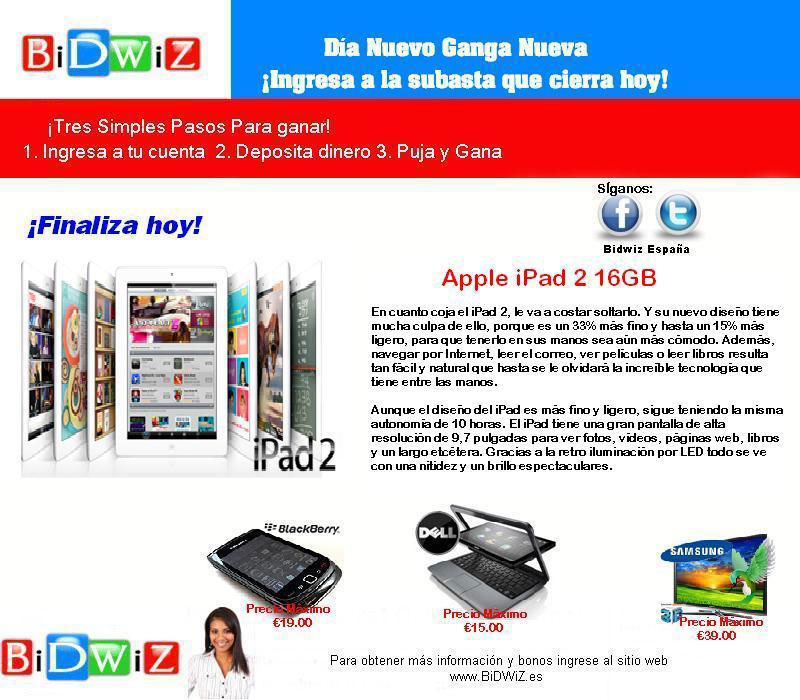 BiDWiZ
Día Nuevo Ganga Nueva
¡Ingresa a la subasta que cierra hoy!
¡Tres Simples Pasos Para ganar!
1. Ingresa a tu cuenta 2. Deposita dinero 3. Puja y Gana
Síganos:
Bidwiz España
¡Finaliza hoy!
Apple iPad 2 16GB
En cuanto coja el iPad 2, le va a costar soltarlo. Y su nuevo diseño tiene
mucha culpa de ello, porque es un 33% más fino y hasta un 15% más
ligero, para que tenerlo en sus manos sea aún más cómodo. Además,
navegar por Internet, leer el correo, ver películas o leer libros resulta
tan fácil y natural que hasta se le olvidará la increíble tecnología que
tiene entre las manos.
Aunque el diseño del iPad es más fino y ligero, sigue teniendo la misma
autonomía de 10 horas. El iPad tiene una gran pantalla de alta
resolución de 9,7 pulgadas para ver fotos, vídeos, páginas web, libros
y un largo etcétera. Gracias a la retro iluminación por LED todo se ve
con una nitidez y un brillo espectaculares.
iPad 2
BlackBerry.
Precio Máximo
€19.00
DELL
Precio Máximo
€15.00
SAMSUNG
3D
Precio Máximo
€39.00
BiDWiZ
Para obtener más información y bonos ingrese al sitio web
www.BiDWiZ.es